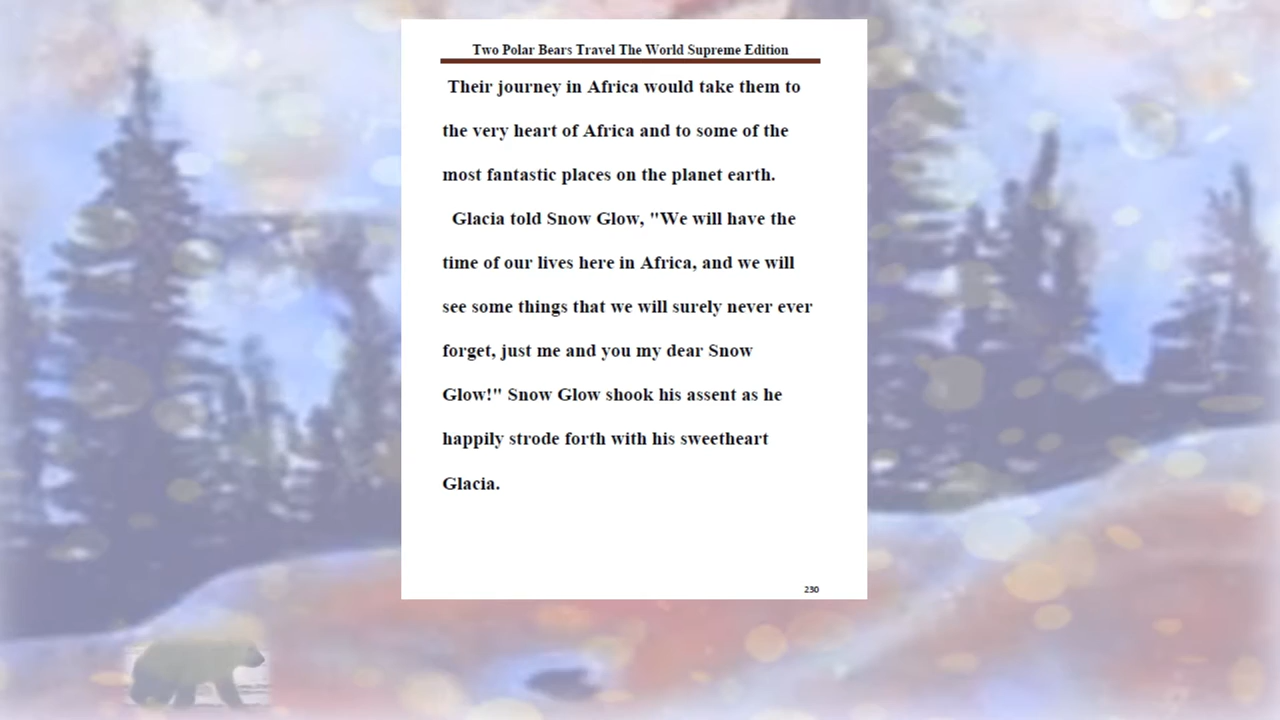 Two Polar Bears Travel The World Supreme Edition
Their journey in Africa would take them to
the very heart of Africa and to some of the
most fantastic places on the planet earth.
Glacia told Snow Glow, "We will have the
time of our lives here in Africa, and we will
see some things that we will surely never ever
forget, just me and you my dear Snow
Glow!" Snow Glow shook his assent as he
happily strode forth with his sweetheart
Glacia.
230